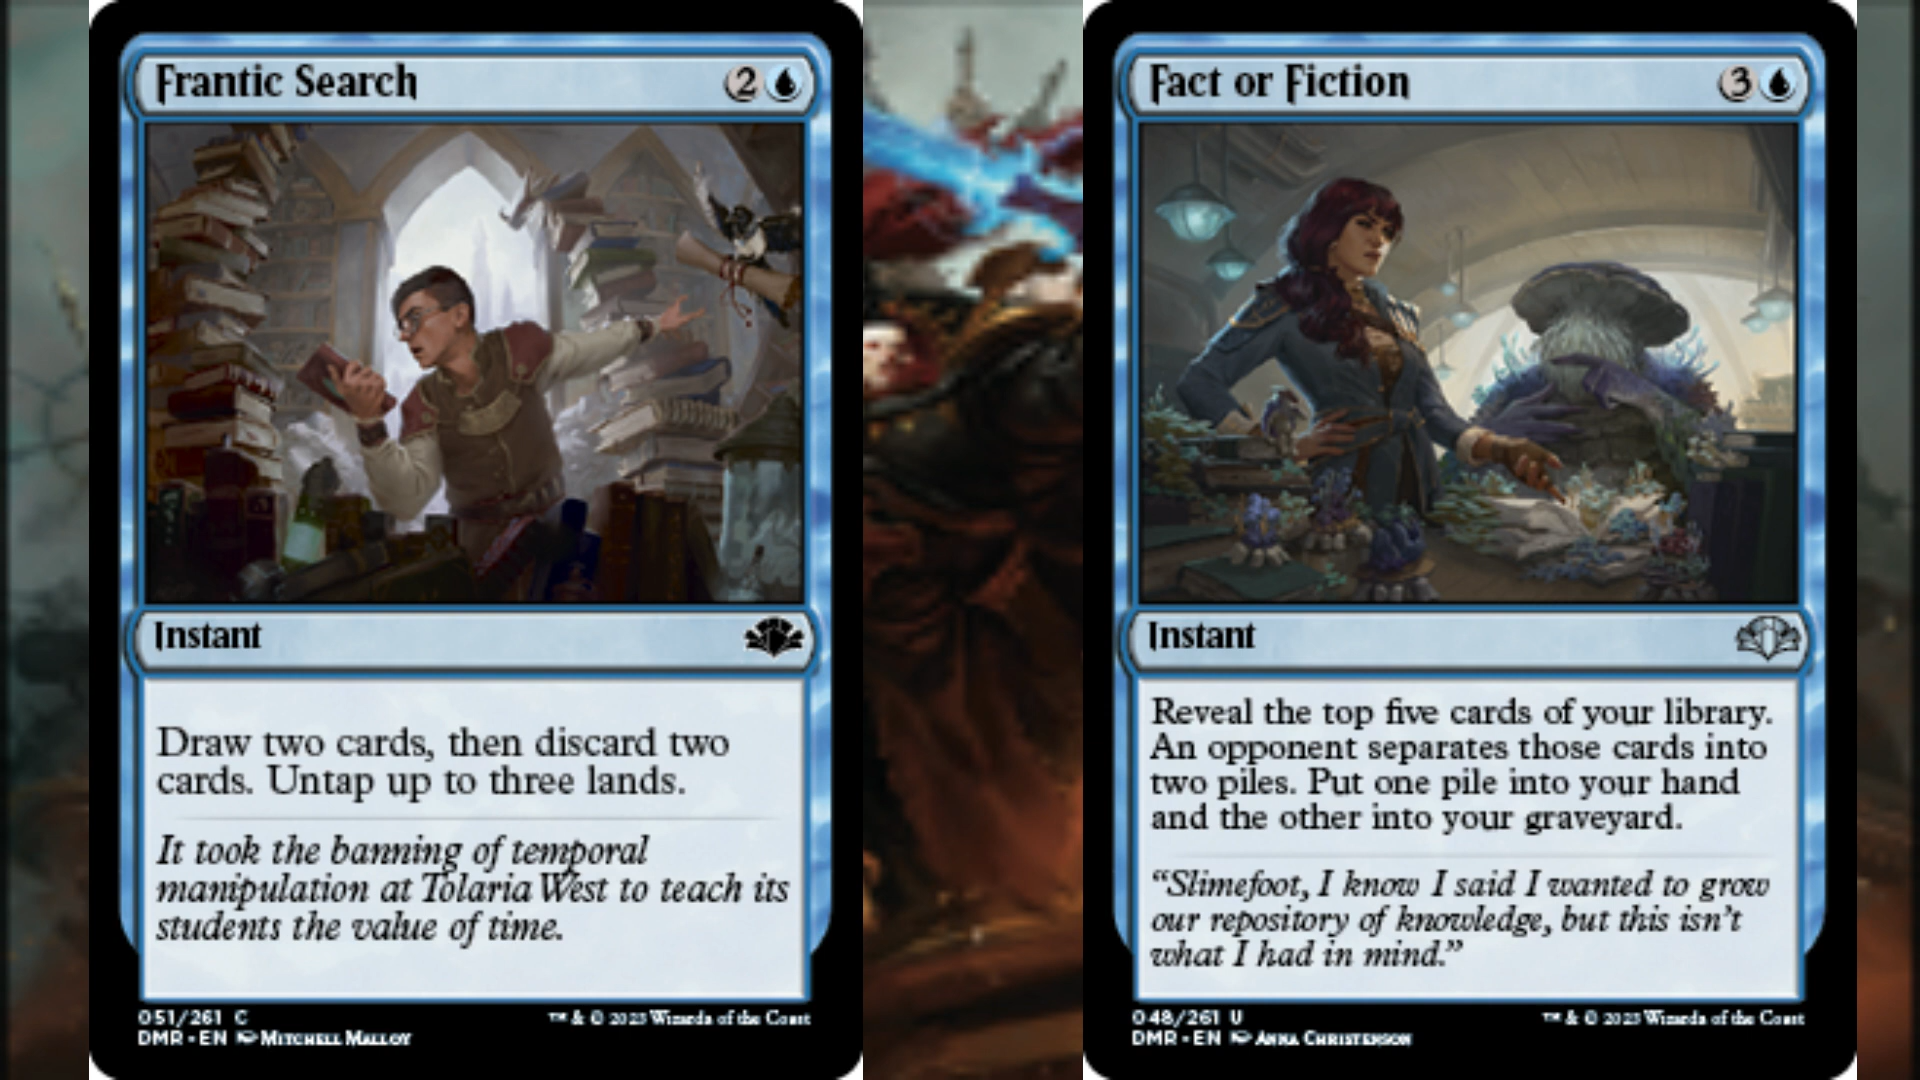 Frantic Search
2
Instant
Draw two cards, then discard two
cards. Untap up to three lands.
It took the banning of temporal
manipulation at Tolaria West to teach its
students the value of time.
051/261 C
DMR • EN Mitchell Malloy
™ & © 2023 Wizards of the Coast
Fact or Fiction
3
Instant
Reveal the top five cards of your library.
An opponent separates those cards into
two piles. Put one pile into your hand
and the other into your graveyard.
“Slimefoot, I know I said I wanted to grow
our repository of knowledge, but this isn’t
what I had in mind.”
048/261 U
DMR • EN Anna Christenson
™ & © 2023 Wizards of the Coast